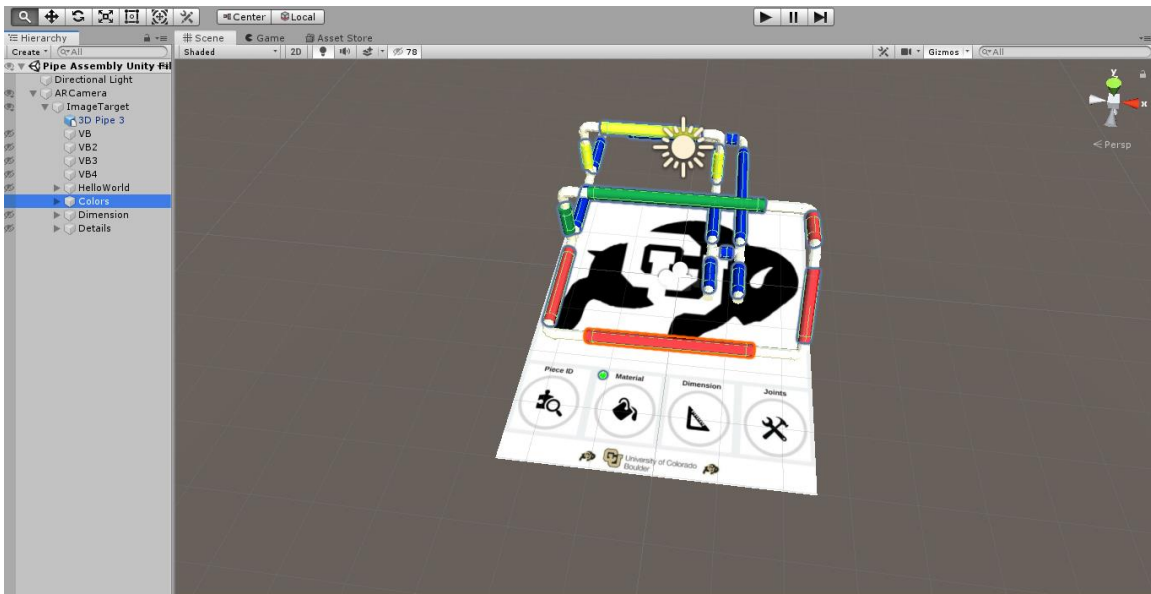 Center Local
Hierarchy
Scene Game Asset Store
Create All
Shaded 2D 78 Gizmos All
Pipe Assembly Unity Fil
Directional Light
ARCamera
ImageTarget
3D Pipe 3
VB
VB2
VB3
VB4
HelloWorld
Colors
Dimension
Details
y
x
Persp
Piece ID Material Dimension Joints
CU University of Colorado
Boulder